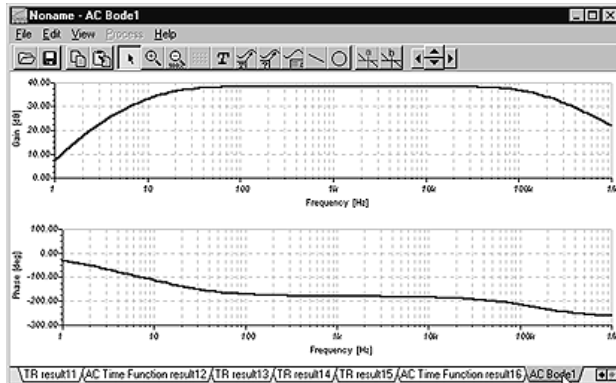 Noname - AC Bode1
File Edit View Process Help
T
a b
40.00
30.00
20.00
10.00
0.00
Gain [dB]
1 10 100 1k 10k 100k 1M
Frequency [Hz]
100.00
0.00
-100.00
-200.00
-300.00
Phase [deg]
1 10 100 1k 10k 100k 1M
Frequency [Hz]
TR result11 AC Time Function result12 TR result13 TR result14 TR result15 AC Time Function result16 AC Bode1